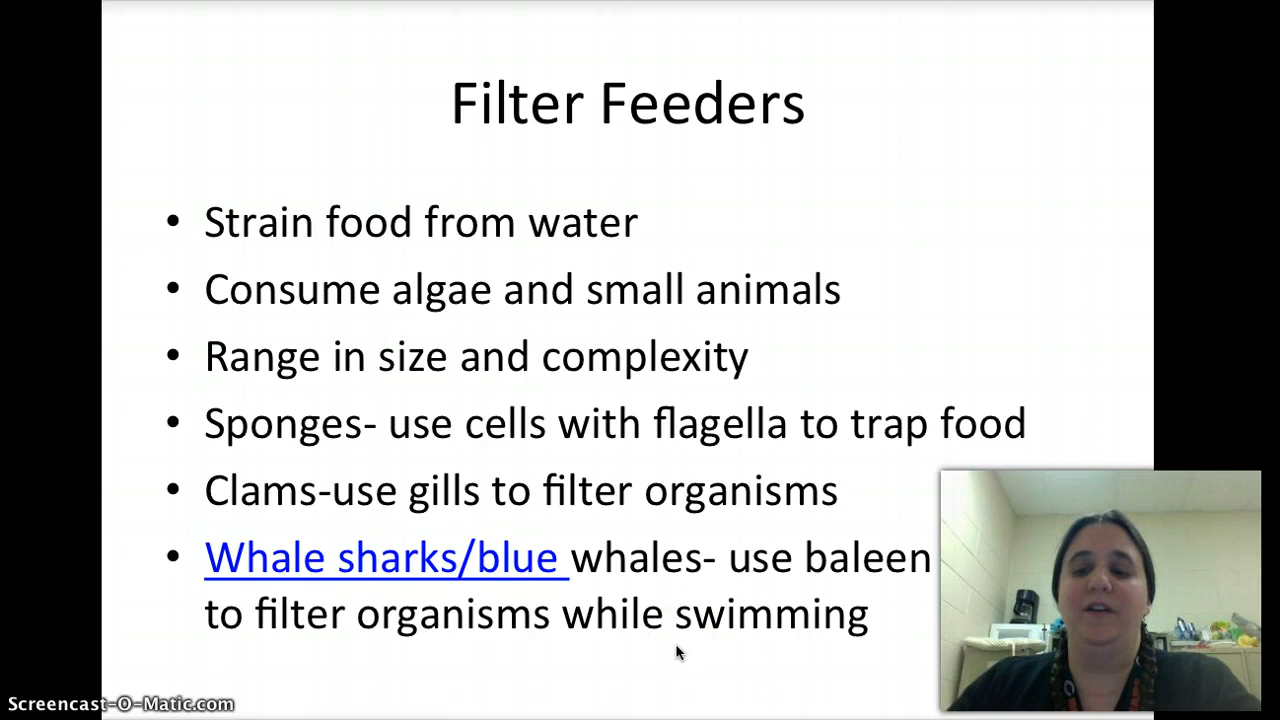 Filter Feeders
• Strain food from water
• Consume algae and small animals
• Range in size and complexity
• Sponges- use cells with flagella to trap food
• Clams-use gills to filter organisms
• Whale sharks/blue whales- use baleen
to filter organisms while swimming
Screencast-O-Matic.com